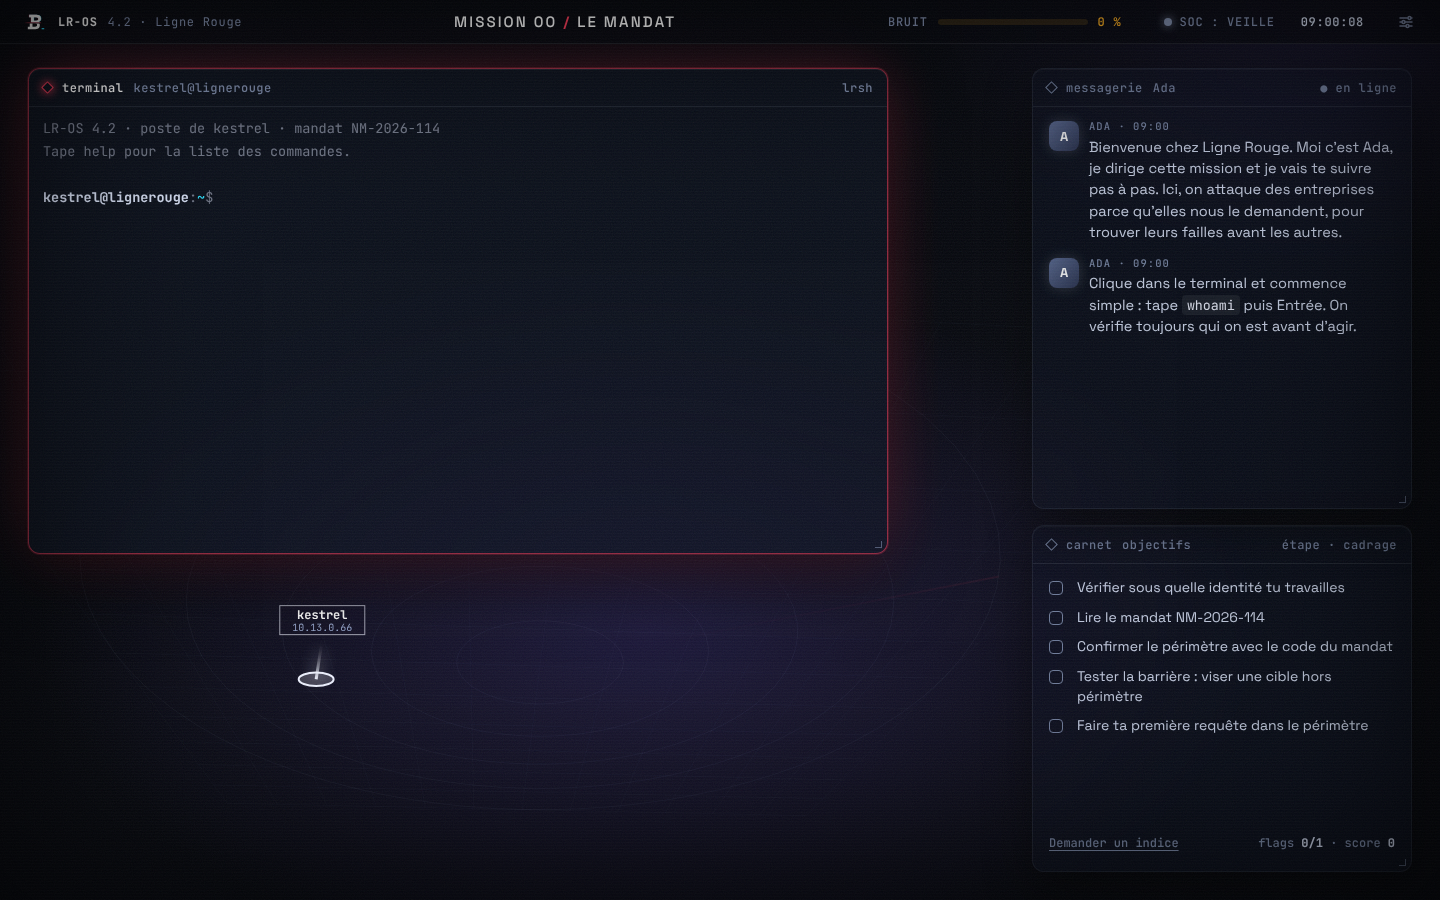 B LR-OS 4.2 · Ligne Rouge
MISSION 00 / LE MANDAT
BRUIT 0 %
SOC : VEILLE
09:00:08
terminal kestrel@lignerouge
lrsh
LR-OS 4.2 · poste de kestrel · mandat NM-2026-114
Tape help pour la liste des commandes.
kestrel@lignerouge:~$
kestrel
10.13.0.66
messagerie Ada
● en ligne
A
ADA · 09:00
Bienvenue chez Ligne Rouge. Moi c'est Ada,
je dirige cette mission et je vais te suivre
pas à pas. Ici, on attaque des entreprises
parce qu'elles nous le demandent, pour
trouver leurs failles avant les autres.
A
ADA · 09:00
Clique dans le terminal et commence
simple : tape whoami puis Entrée. On
vérifie toujours qui on est avant d'agir.
carnet objectifs
étape · cadrage
Vérifier sous quelle identité tu travailles
Lire le mandat NM-2026-114
Confirmer le périmètre avec le code du mandat
Tester la barrière : viser une cible hors
périmètre
Faire ta première requête dans le périmètre
Demander un indice
flags 0/1 · score 0